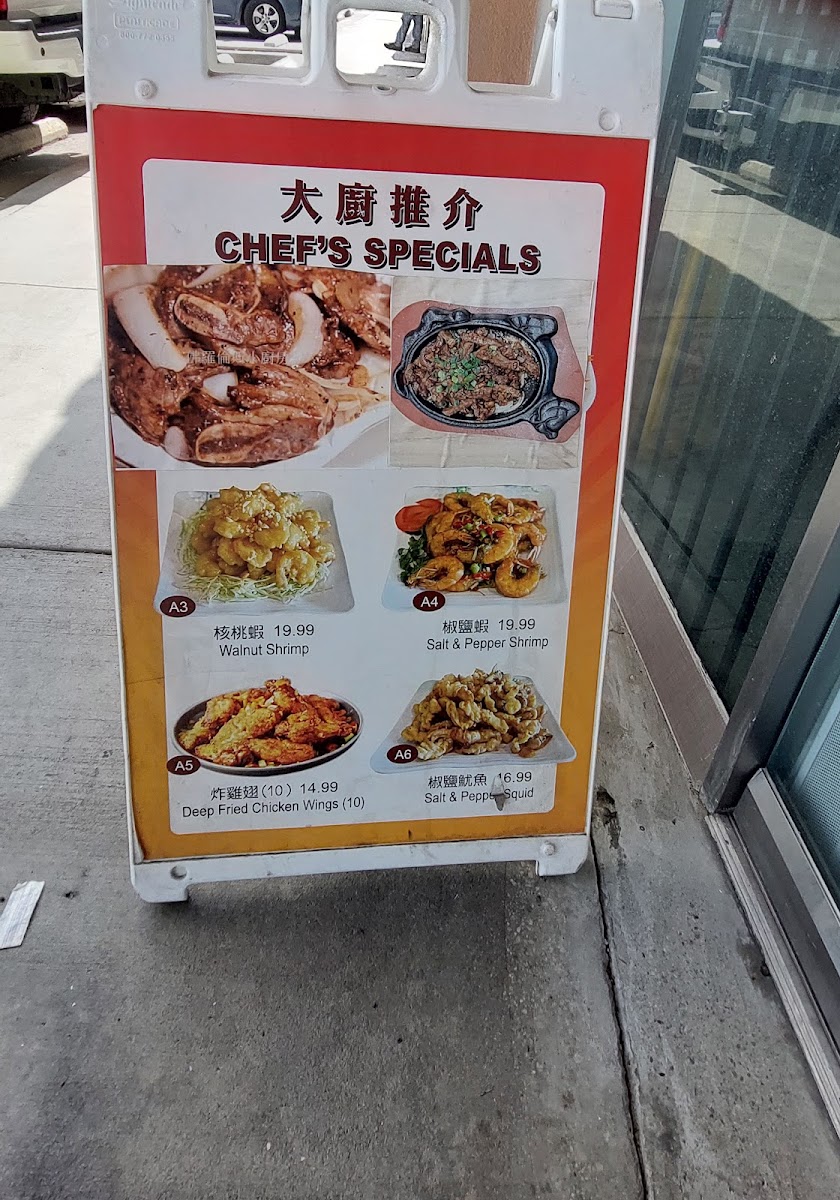 大廚推介
CHEF'S SPECIALS
A3
核桃蝦 19.99
Walnut Shrimp
A4
椒鹽蝦 19.99
Salt & Pepper Shrimp
A5
炸雞翅(10) 14.99
Deep Fried Chicken Wings (10)
A6
椒鹽魷魚 16.99
Salt & Pepper Squid